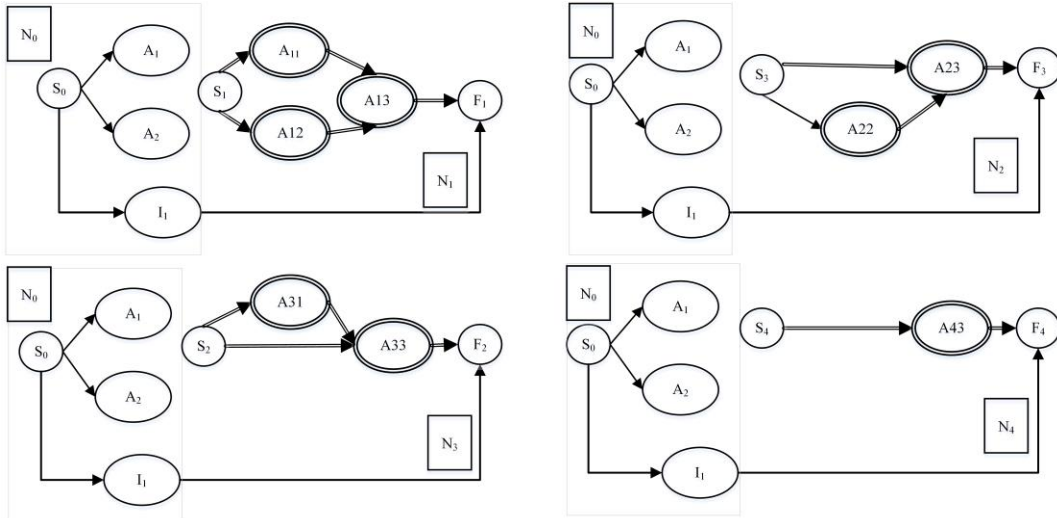 N₀
A₁
S₀
A₂
I₁
S₁
A₁₁
A12
A13
F₁
N₁
N₀
A₁
S₀
A₂
I₁
S₃
A22
A23
F₃
N₂
N₀
A₁
S₀
A₂
I₁
S₂
A31
A33
F₂
N₃
N₀
A₁
S₀
A₂
I₁
S₄
A43
F₄
N₄